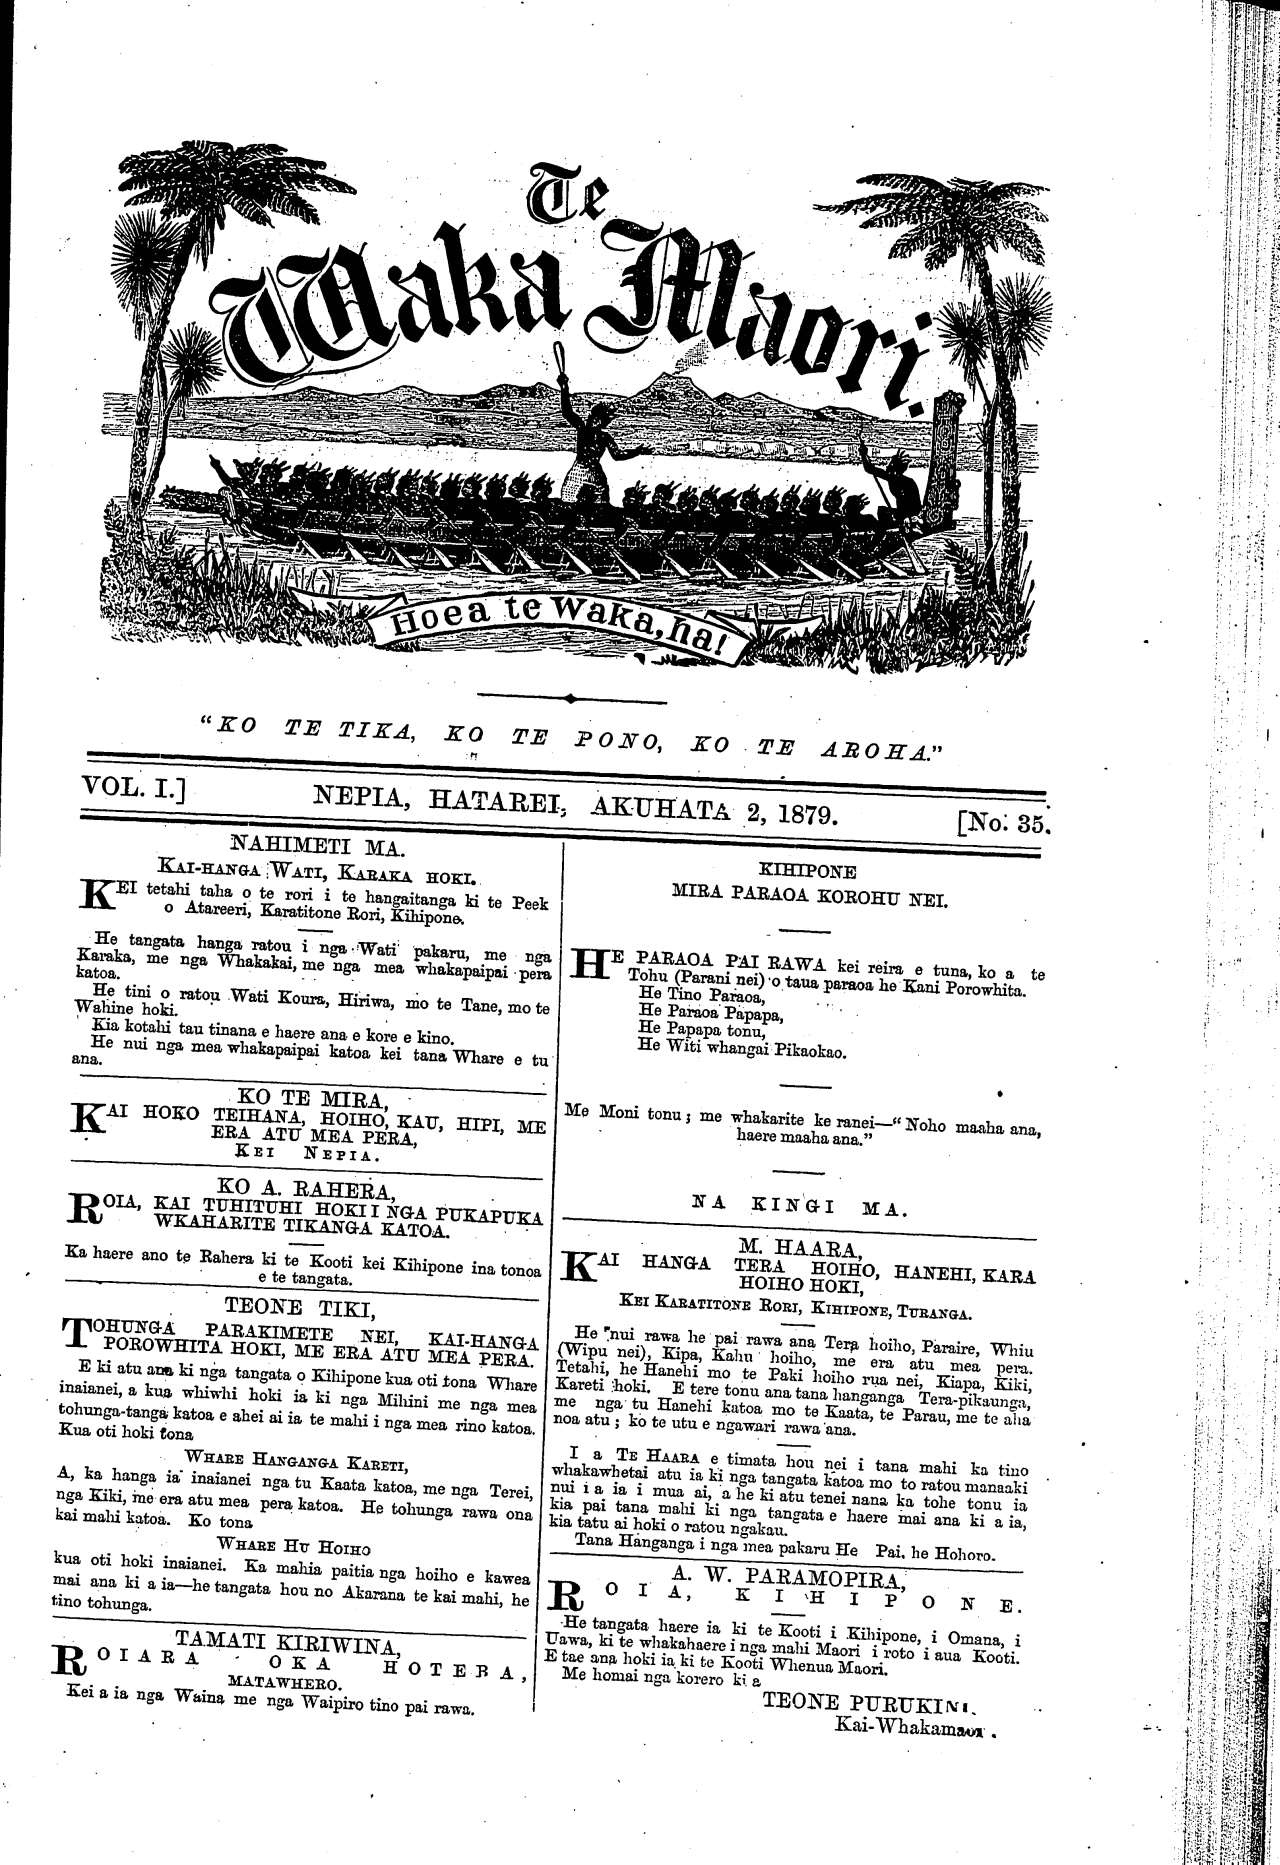 Te
Waka Maori.
Hoea te Waka, na!
"KO TE TIKA, KO TE PONO, KO TE AROHA."
VOL. I.] NEPIA, HATAREI, AKUHATA 2, 1879. [No. 35.
NAHIMETI MA.
KAI-HANGA WATI, KARAKA HOKI.
KEI tetahi taha o te rori i te hangaitanga ki te Peek
o Atareeri, Karatitone Rori, Kihipone.
He tangata hanga ratou i nga Wati pakaru, me nga
Karaka, me nga Whakakai, me nga mea whakapaipai pera
katoa.
He tini o ratou Wati Koura, Hiriwa, mo te Tane, mo te
Wahine hoki.
Kia kotahi tau tinana e haere ana e kore e kino.
He nui nga mea whakapaipai katoa kei tana Whare e tu
ana.
KO TE MIRA,
KAI HOKO TEIHANA, HOIHO, KAU, HIPI, ME
ERA ATU MEA PERA,
KEI NEPIA.
KO A. RAHERA,
ROIA, KAI TUHITUHI HOKI I NGA PUKAPUKA
WKAHARITE TIKANGA KATOA.
Ka haere ano te Rahera ki te Kooti kei Kihipone ina tonoa
e te tangata.
TEONE TIKI,
TOHUNGA PARAKIMETE NEI, KAI-HANGA
POROWHITA HOKI, ME ERA ATU MEA PERA.
E ki atu ana ki nga tangata o Kihipone kua oti tona Whare
inaianei, a kua whiwhi hoki ia ki nga Mihini me nga mea
tohunga-tanga katoa e ahei ai ia te mahi i nga mea rino katoa.
Kua oti hoki tona
WHARE HANGANGA KARETI,
A, ka hanga ia inaianei nga tu Kaata katoa, me nga Terei,
nga Kiki, me era atu mea pera katoa. He tohunga rawa ona
kai mahi katoa. Ko tona
WHARE HU HOIHO
kua oti hoki inaianei. Ka mahia paitia nga hoiho e kawea
mai ana ki a ia—he tangata hou no Akarana te kai mahi, he
tino tohunga.
TAMATI KIRIWINA,
ROIARA OKA HOTERA,
MATAWHERO.
Kei a ia nga Waina me nga Waipiro tino pai rawa.
KIHIPONE
MIRA PARAOA KOROHU NEI.
HE PARAOA PAI RAWA kei reira e tuna, ko a te
Tohu (Parani nei) o taua paraoa he Kani Porowhita.
He Tino Paraoa,
He Paraoa Papapa,
He Papapa tonu,
He Witi whangai Pikaokao.
Me Moni tonu; me whakarite ke ranei—"Noho maaha ana,
haere maaha ana."
NA KINGI MA.
M. HAARA,
KAI HANGA TERA HOIHO, HANEHI, KARA
HOIHO HOKI,
KEI KARATITONE RORI, KIHIPONE, TURANGA.
He nui rawa he pai rawa ana Tera hoiho, Paraire, Whiu
(Wipu nei), Kipa, Kahu hoiho, me era atu mea pera.
Tetahi, he Hanehi mo te Paki hoiho rua nei, Kiapa, Kiki,
Kareti hoki. E tere tonu ana tana hanganga Tera-pikaunga,
me nga tu Hanehi katoa mo te Kaata, te Parau, me te aha
noa atu; ko te utu e ngawari rawa ana.
I a TE HAARA e timata hou nei i tana mahi ka tino
whakawhetai atu ia ki nga tangata katoa mo to ratou manaaki
nui i a ia i mua ai, a he ki atu tenei nana ka tohe tonu ia
kia pai tana mahi ki nga tangata e haere mai ana ki a ia,
kia tatu ai hoki o ratou ngakau.
Tana Hanganga i nga mea pakaru He Pai, he Hohoro.
A. W. PARAMOPIRA,
ROIA, KIHIPONE.
He tangata haere ia ki te Kooti i Kihipone, i Omana, i
Uawa, ki te whakahaere i nga mahi Maori i roto i aua Kooti.
E tae ana hoki ia ki te Kooti Whenua Maori.
Me homai nga korero ki a
TEONE PURUKINI.
Kai-Whakamaori.